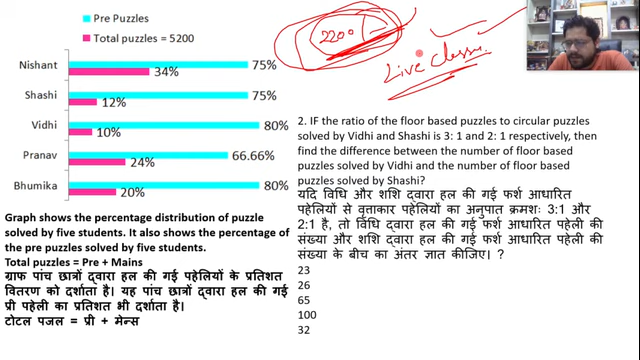 Pre Puzzles
Total puzzles = 5200
Nishant
75%
34%
Shashi
75%
12%
Vidhi
80%
10%
Pranav
66.66%
24%
Bhumika
80%
20%
Graph shows the percentage distribution of puzzle
solved by five students. It also shows the percentage of
the pre puzzles solved by five students.
Total puzzles = Pre + Mains
ग्राफ पांच छात्रों द्वारा हल की गई पहेलियों के प्रतिशत
वितरण को दर्शाता है। यह पांच छात्रों द्वारा हल की गई
प्री पहेली का प्रतिशत भी दर्शाता है।
टोटल पजल = प्री + मेन्स
2200/-
Live Classes
2. IF the ratio of the floor based puzzles to circular puzzles
solved by Vidhi and Shashi is 3: 1 and 2: 1 respectively, then
find the difference between the number of floor based
puzzles solved by Vidhi and the number of floor based
puzzles solved by Shashi?
यदि विधि और शशि द्वारा हल की गई फर्श आधारित
पहेलियों से वृत्ताकार पहेलियों का अनुपात क्रमशः 3:1 और
2:1 है, तो विधि द्वारा हल की गई फर्श आधारित पहेली की
संख्या और शशि द्वारा हल की गई फर्श आधारित पहेली की
संख्या के बीच का अंतर ज्ञात कीजिए। ?
23
26
65
100
32